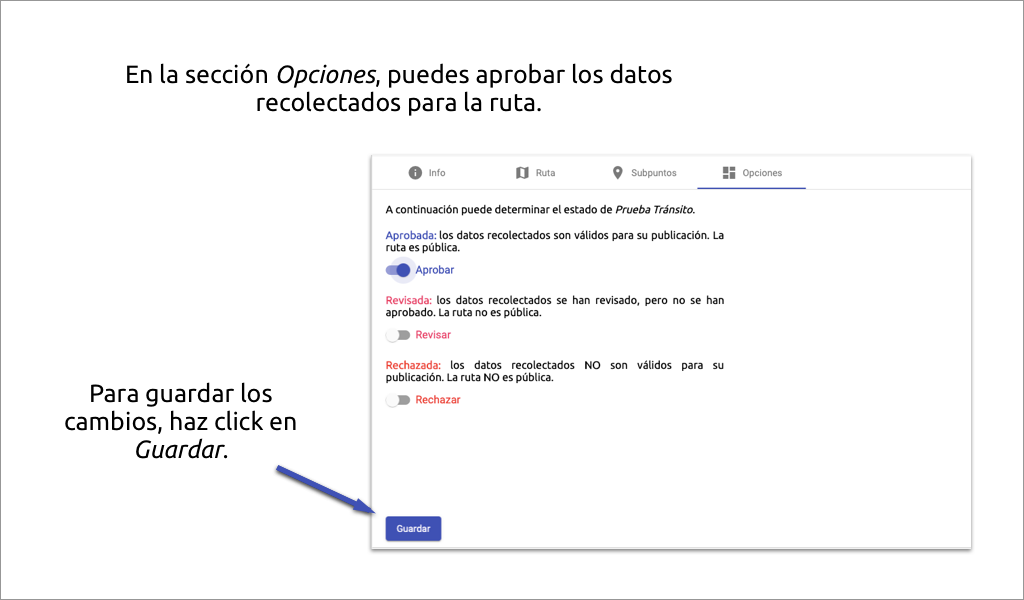 En la sección Opciones, puedes aprobar los datos
recolectados para la ruta.
Info
Ruta
Subpuntos
Opciones
A continuación puede determinar el estado de Prueba Tránsito.
Aprobada: los datos recolectados son válidos para su publicación. La
ruta es pública.
Aprobar
Revisada: los datos recolectados se han revisado, pero no se han
aprobado. La ruta no es pública.
Revisar
Rechazada: los datos recolectados NO son válidos para su
publicación. La ruta NO es pública.
Rechazar
Para guardar los
cambios, haz click en
Guardar.
Guardar